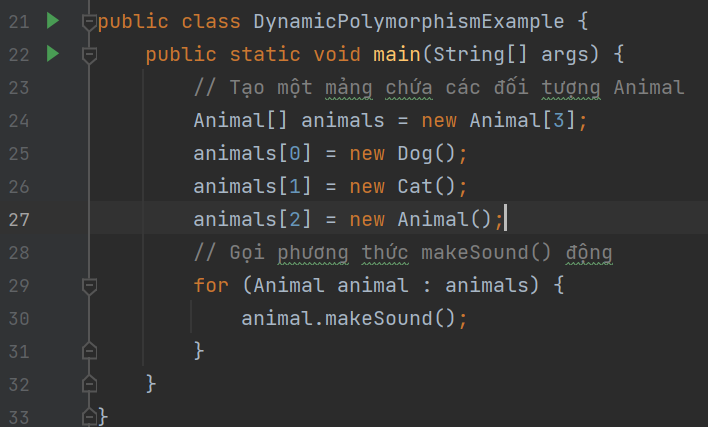 21 public class DynamicPolymorphismExample {
22 public static void main(String[] args) {
23 // Tạo một mảng chứa các đối tượng Animal
24 Animal[] animals = new Animal[3];
25 animals[0] = new Dog();
26 animals[1] = new Cat();
27 animals[2] = new Animal();
28 // Gọi phương thức makeSound() động
29 for (Animal animal : animals) {
30 animal.makeSound();
31 }
32 }
33 }